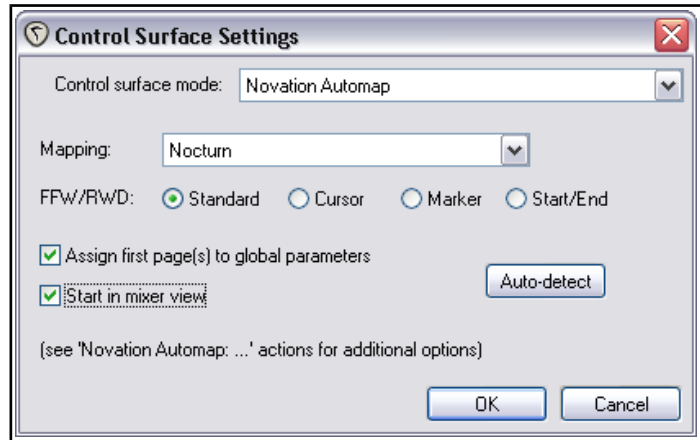 Control Surface Settings
Control surface mode: Novation Automap
Mapping: Nocturn
FFW/RWD: Standard Cursor Marker Start/End
Assign first page(s) to global parameters
Auto-detect
Start in mixer view
(see 'Novation Automap: ...' actions for additional options)
OK Cancel